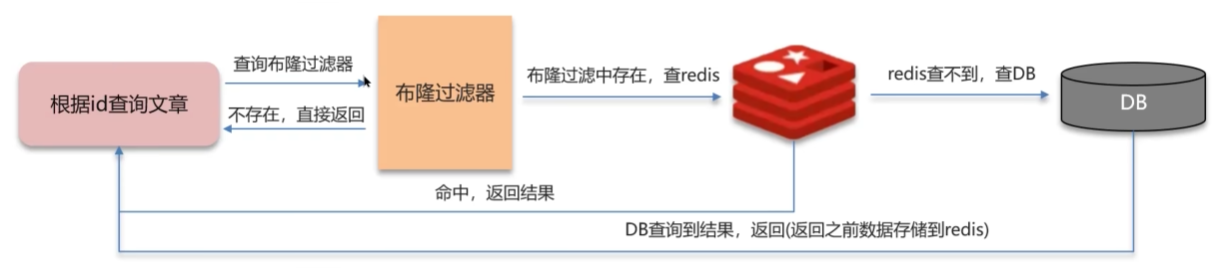 查询布隆过滤器
根据id查询文章
不存在，直接返回
布隆过滤器
布隆过滤中存在，查redis
redis查不到，查DB
DB
命中，返回结果
DB查询到结果，返回(返回之前数据存储到redis)